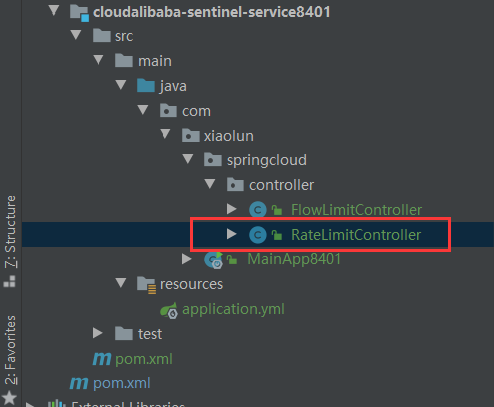 cloudalibaba-sentinel-service8401
src
main
java
com
xiaolun
springcloud
controller
FlowLimitController
RateLimitController
MainApp8401
resources
application.yml
test
pom.xml
pom.xml
External Libraries
Z: Structure
2: Favorites